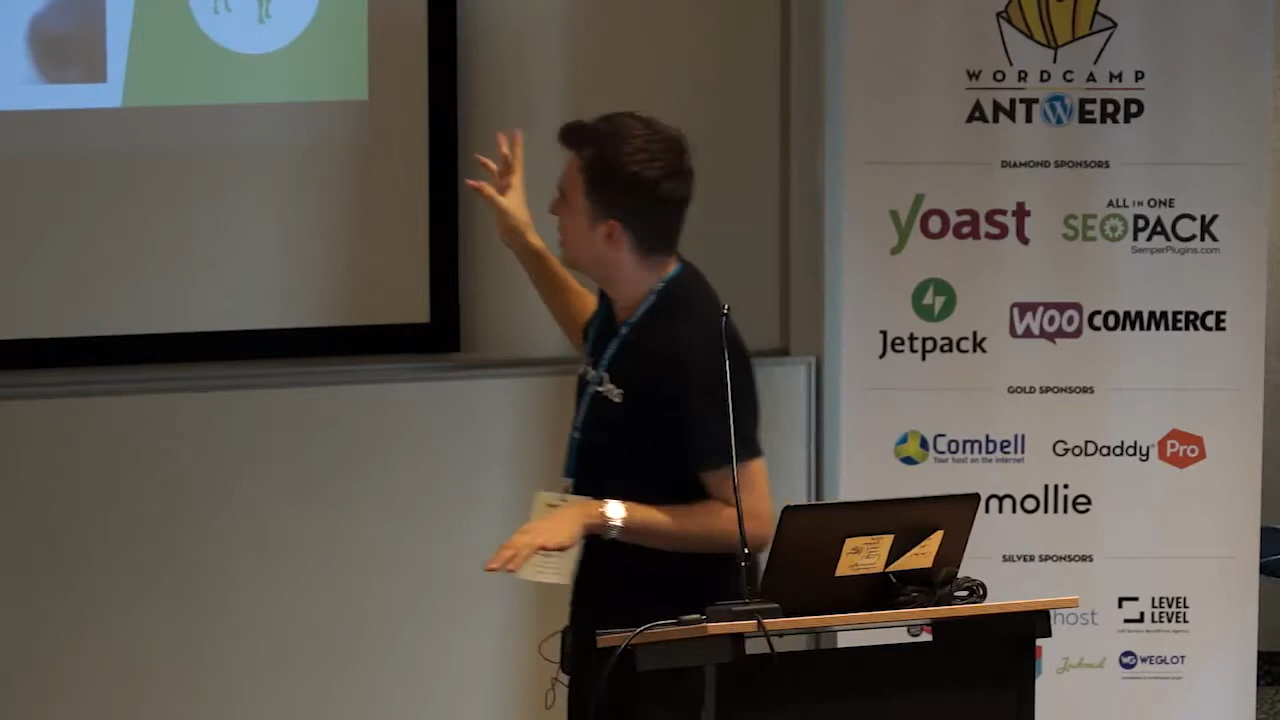 WORDCAMP
ANTWERP
DIAMOND SPONSORS
yoast
ALL IN ONE
SEOPACK
SemperPlugins.com
Jetpack
WOO COMMERCE
GOLD SPONSORS
Combell
Your host on the internet
GoDaddy Pro
mollie
SILVER SPONSORS
host
LEVEL
LEVEL
WG WEGLOT